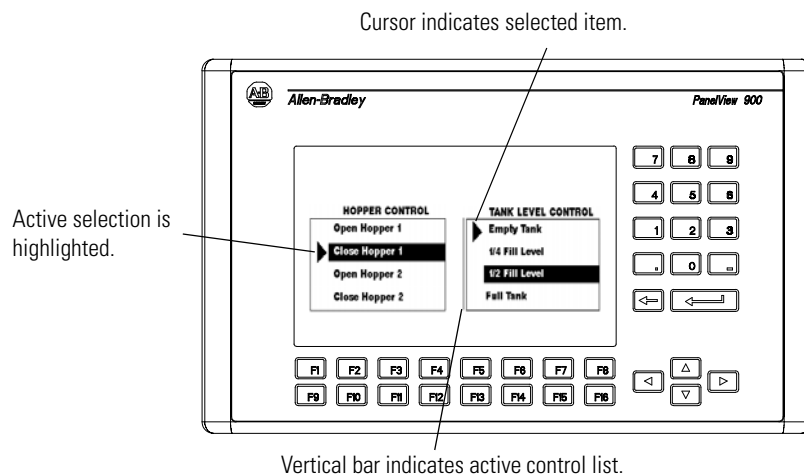 Cursor indicates selected item.
AB
Allen-Bradley
PanelView 900
Active selection is
highlighted.
HOPPER CONTROL
Open Hopper 1
Close Hopper 1
Open Hopper 2
Close Hopper 2
TANK LEVEL CONTROL
Empty Tank
1/4 Fill Level
1/2 Fill Level
Full Tank
7 8 9
4 5 6
1 2 3
. 0 -
F1 F2 F3 F4 F5 F6 F7 F8
F9 F10 F11 F12 F13 F14 F15 F16
Vertical bar indicates active control list.